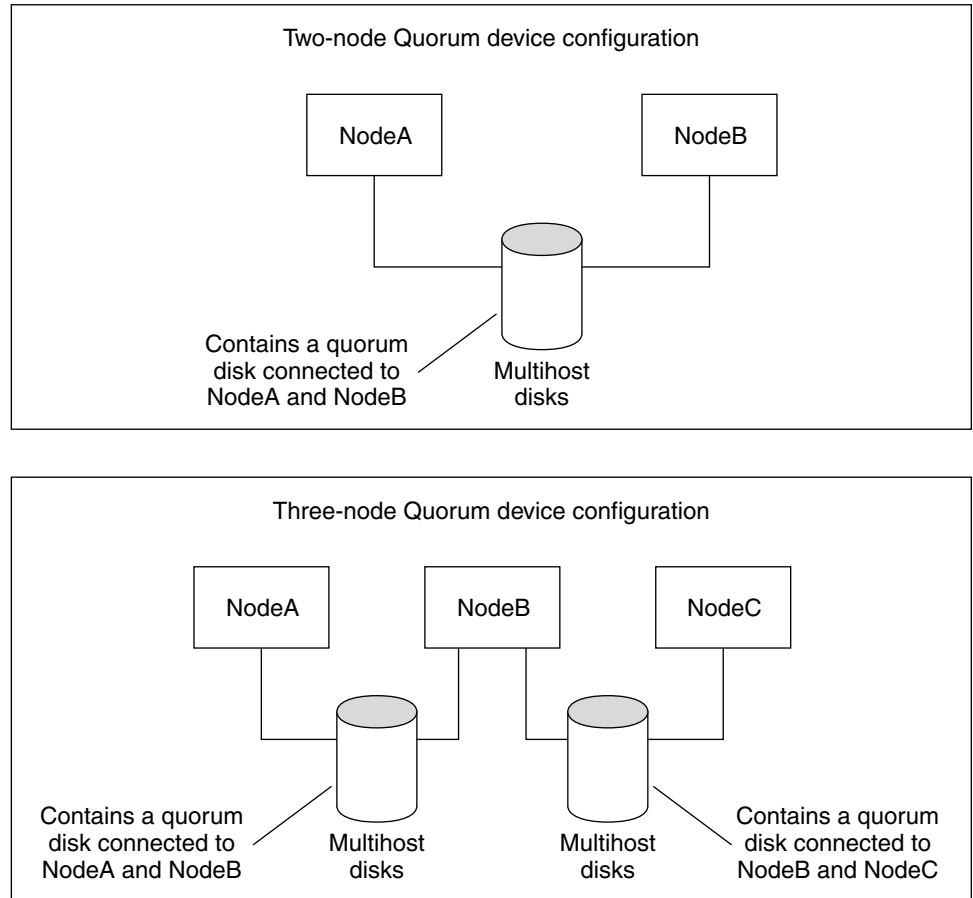 Two-node Quorum device configuration
NodeA
NodeB
Contains a quorum
disk connected to
NodeA and NodeB
Multihost
disks
Three-node Quorum device configuration
NodeA
NodeB
NodeC
Contains a quorum
disk connected to
NodeA and NodeB
Multihost
disks
Multihost
disks
Contains a quorum
disk connected to
NodeB and NodeC